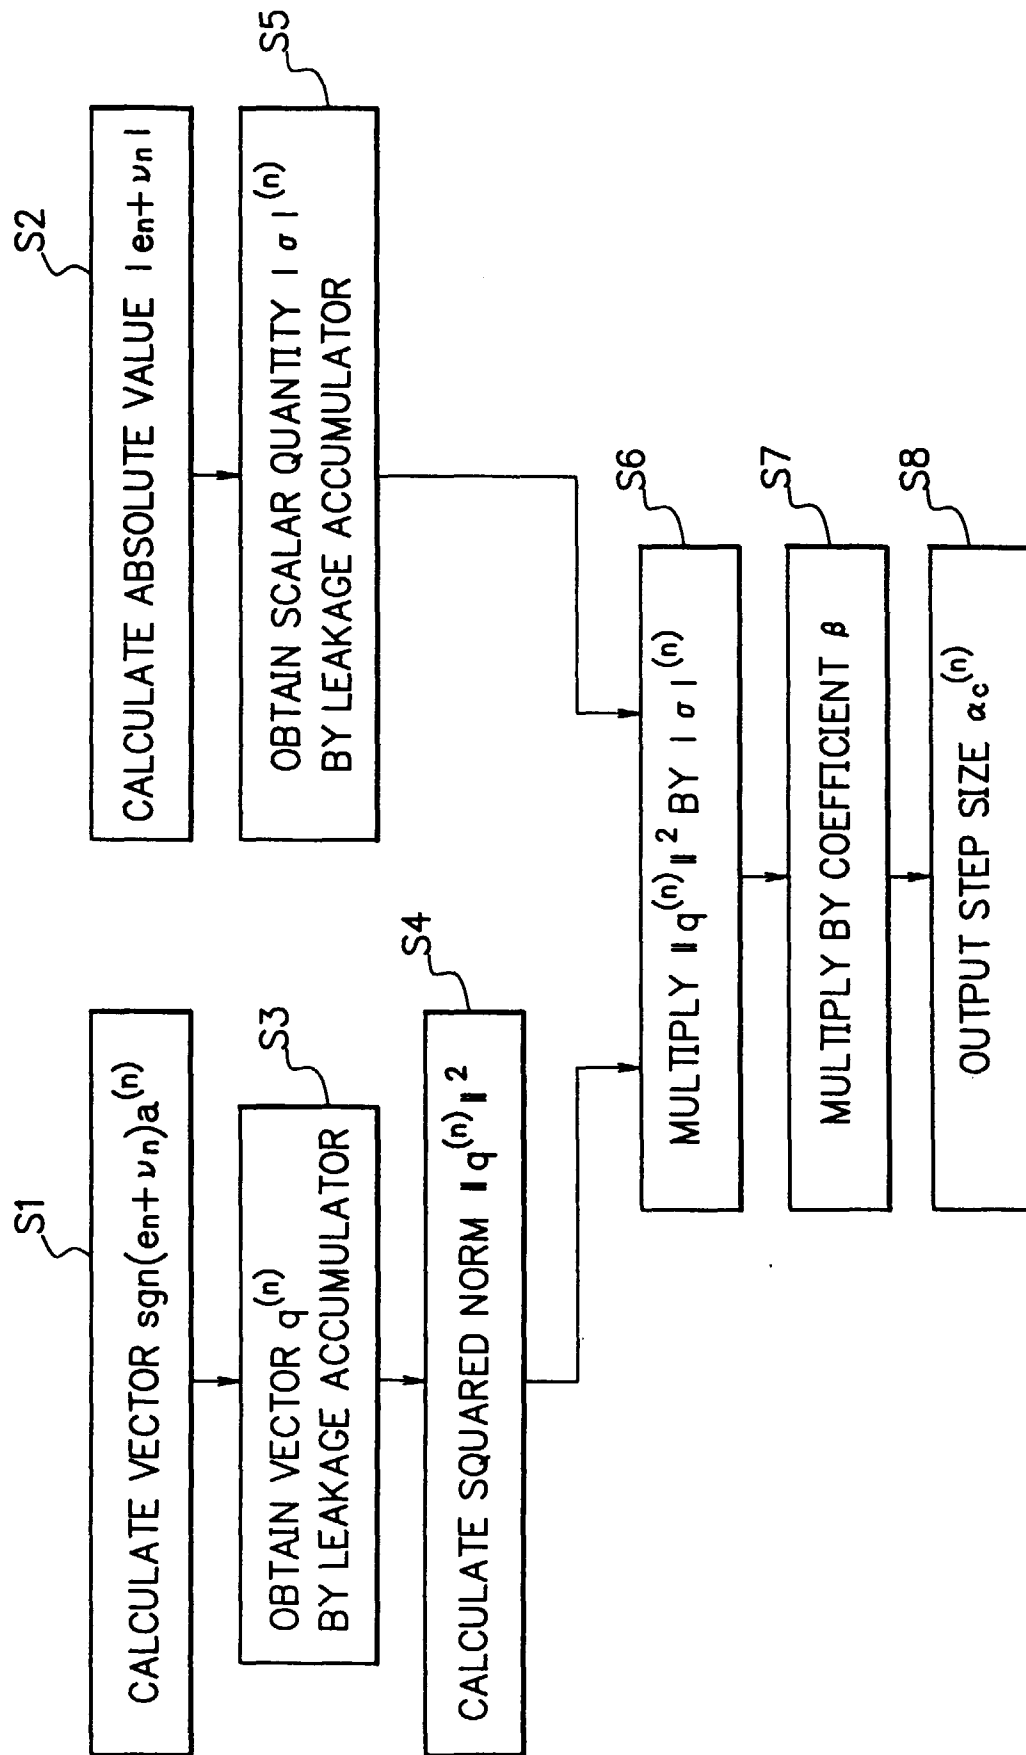 S1
CALCULATE VECTOR sgn(en+νn)a(n)
S3
OBTAIN VECTOR q(n)
BY LEAKAGE ACCUMULATOR
S4
CALCULATE SQUARED NORM ‖q(n)‖2
S2
CALCULATE ABSOLUTE VALUE |en+νn|
S5
OBTAIN SCALAR QUANTITY |σ|(n)
BY LEAKAGE ACCUMULATOR
S6
MULTIPLY ‖q(n)‖2 BY |σ|(n)
S7
MULTIPLY BY COEFFICIENT β
S8
OUTPUT STEP SIZE αc(n)